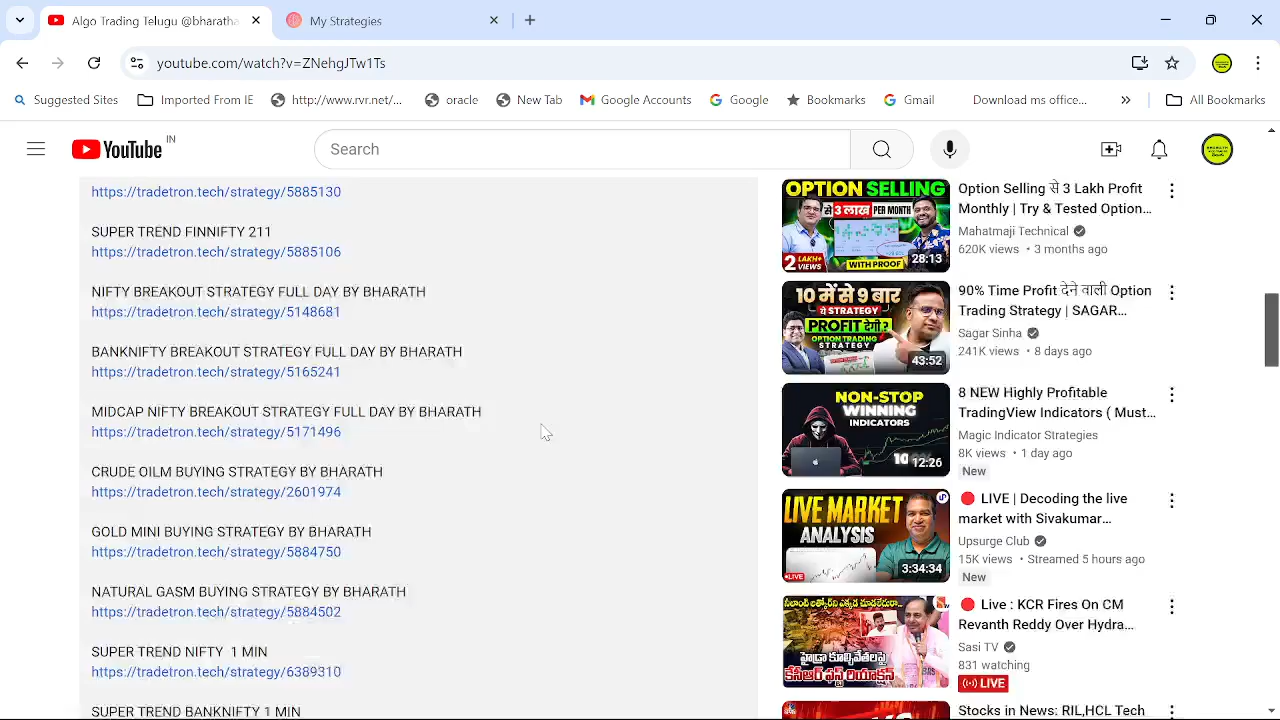 Algo Trading Telugu @bharatha
My Strategies
youtube.com/watch?v=ZNehgJTw1Ts
Suggested Sites
Imported From IE
http://www.rvr.net/...
oracle
New Tab
Google Accounts
Google
Bookmarks
Gmail
Download ms office...
»
All Bookmarks
YouTube IN
Search
https://tradetron.tech/strategy/5885130
SUPER TREND FINNIFTY 211
https://tradetron.tech/strategy/5885106
NIFTY BREAKOUT STRATEGY FULL DAY BY BHARATH
https://tradetron.tech/strategy/5148681
BANKNIFTY BREAKOUT STRATEGY FULL DAY BY BHARATH
https://tradetron.tech/strategy/5165241
MIDCAP NIFTY BREAKOUT STRATEGY FULL DAY BY BHARATH
https://tradetron.tech/strategy/5171496
CRUDE OILM BUYING STRATEGY BY BHARATH
https://tradetron.tech/strategy/2601974
GOLD MINI BUYING STRATEGY BY BHARATH
https://tradetron.tech/strategy/5884750
NATURAL GASM BUYING STRATEGY BY BHARATH
https://tradetron.tech/strategy/5884502
SUPER TREND NIFTY 1 MIN
https://tradetron.tech/strategy/6389310
SUPER TREND BANKNIFTY 1 MIN
OPTION SELLING
से 3 लाख PER MONTH
2 LAKH+
VIEWS
WITH PROOF
28:13
Option Selling से 3 Lakh Profit
Monthly | Try & Tested Option...
Mahatmaji Technical
620K views • 3 months ago
10 में से 9 बार
ये STRATEGY
PROFIT देगी ?
OPTION TRADING
STRATEGY
43:52
90% Time Profit देने वाली Option
Trading Strategy | SAGAR...
Sagar Sinha
241K views • 8 days ago
NON-STOP
WINNING
INDICATORS
12:26
8 NEW Highly Profitable
TradingView Indicators ( Must...
Magic Indicator Strategies
8K views • 1 day ago
New
LIVE MARKET
ANALYSIS
LIVE
3:34:34
LIVE | Decoding the live
market with Sivakumar...
Upsurge Club
15K views • Streamed 5 hours ago
New
హైడ్రా కూల్చివేతలపై
Live : KCR Fires On CM
Revanth Reddy Over Hydra...
Sasi TV
831 watching
LIVE
Stocks in News: RIL,HCL Tech